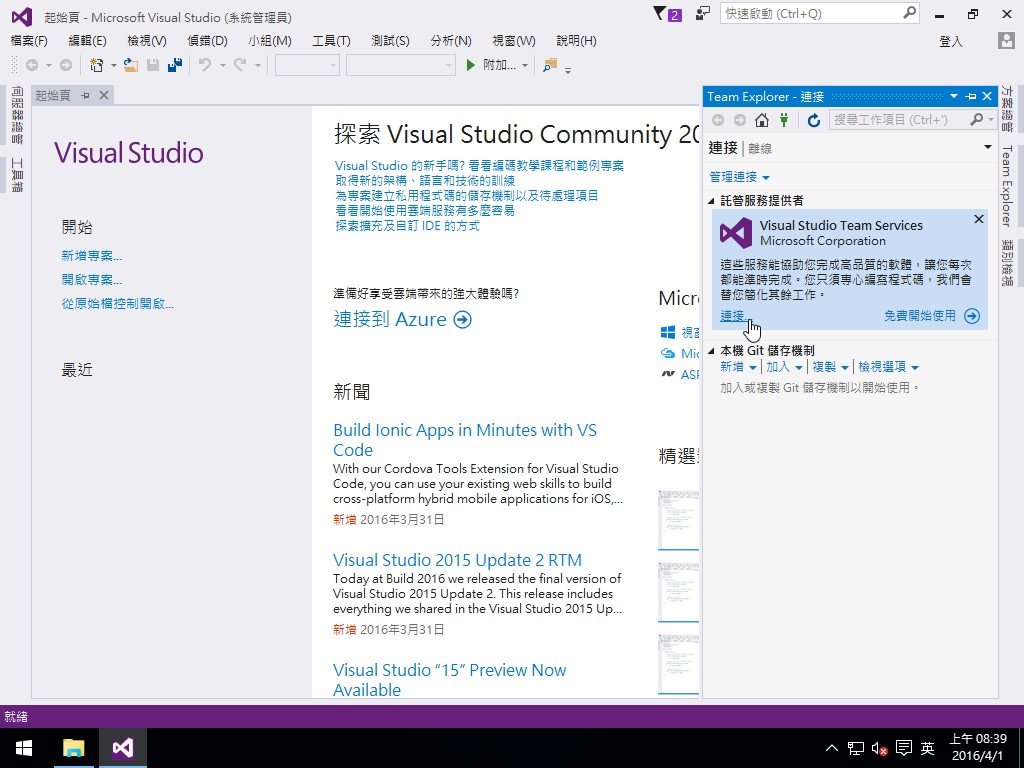 起始頁 - Microsoft Visual Studio (系統管理員)
2
快速啟動 (Ctrl+Q)
檔案(F) 編輯(E) 檢視(V) 偵錯(D) 小組(M) 工具(T) 測試(S) 分析(N) 視窗(W) 說明(H)
登入
附加...
伺服器總管
工具箱
起始頁
Visual Studio
開始
新增專案...
開啟專案...
從原始檔控制開啟...
最近
探索 Visual Studio Community 20
Visual Studio 的新手嗎? 看看編碼教學課程和範例專案
取得新的架構、語言和技術的訓練
為專案建立私用程式碼的儲存機制以及待處理項目
看看開始使用雲端服務有多麼容易
探索擴充及自訂 IDE 的方式
準備好享受雲端帶來的強大體驗嗎?
連接到 Azure
新聞
Build Ionic Apps in Minutes with VS
Code
With our Cordova Tools Extension for Visual Studio
Code, you can use your existing web skills to build
cross-platform hybrid mobile applications for iOS,...
新增 2016年3月31日
Visual Studio 2015 Update 2 RTM
Today at Build 2016 we released the final version of
Visual Studio 2015 Update 2. This release includes
everything we shared in the Visual Studio 2015 Up...
新增 2016年3月31日
Visual Studio “15” Preview Now
Available
Micr
視窗
Mic
ASP
精選
Team Explorer - 連接
搜尋工作項目 (Ctrl+')
連接 | 離線
管理連接
託管服務提供者
Visual Studio Team Services
Microsoft Corporation
這些服務能協助您完成高品質的軟體，讓您每次
都能準時完成。您只須專心編寫程式碼，我們會
替您簡化其餘工作。
連接...
免費開始使用
本機 Git 儲存機制
新增 | 加入 | 複製 | 檢視選項
加入或複製 Git 儲存機制以開始使用。
方案總管
Team Explorer
類別檢視
就緒
英
上午 08:39
2016/4/1